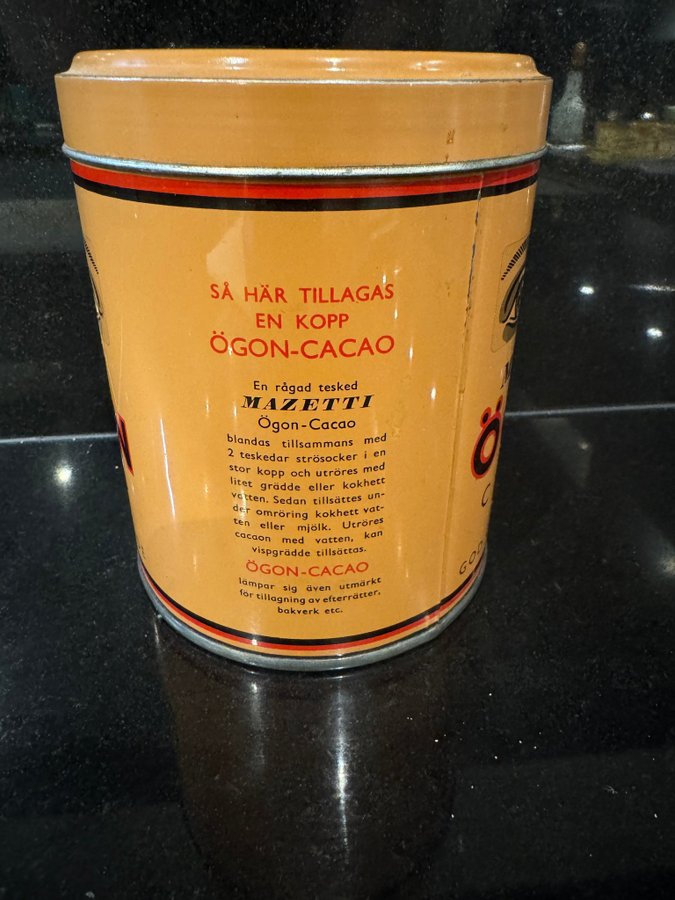 SÅ HÄR TILLAGAS
EN KOPP
ÖGON-CACAO
En rågad tesked
MAZETTI
Ögon-Cacao
blandas tillsammans med
2 teskedar strösocker i en
stor kopp och utröres med
litet grädde eller kokhett
vatten. Sedan tillsättes un-
der omröring kokhett vat-
ten eller mjölk. Utröres
cacaon med vatten, kan
vispgrädde tillsättas.
ÖGON-CACAO
lämpar sig även utmärkt
för tillagning av efterrätter,
bakverk etc.